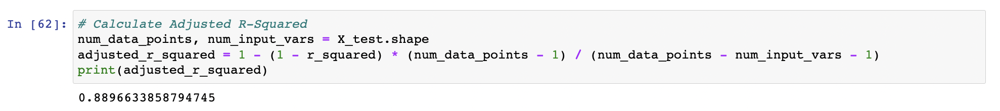 In [62]: # Calculate Adjusted R-Squared
num_data_points, num_input_vars = X_test.shape
adjusted_r_squared = 1 - (1 - r_squared) * (num_data_points - 1) / (num_data_points - num_input_vars - 1)
print(adjusted_r_squared)
0.8896633858794745